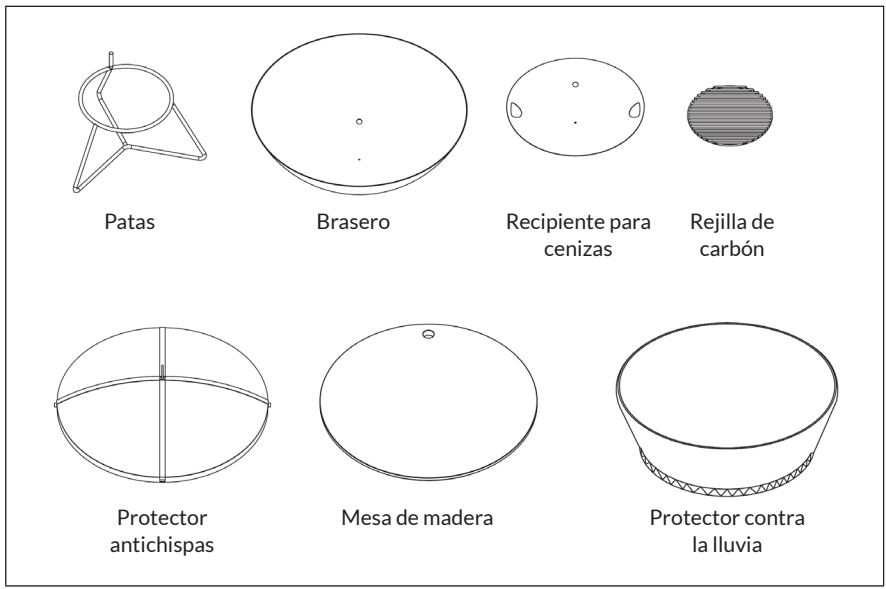 Patas
Brasero
Recipiente para
cenizas
Rejilla de
carbón
Protector
antichispas
Mesa de madera
Protector contra
la lluvia